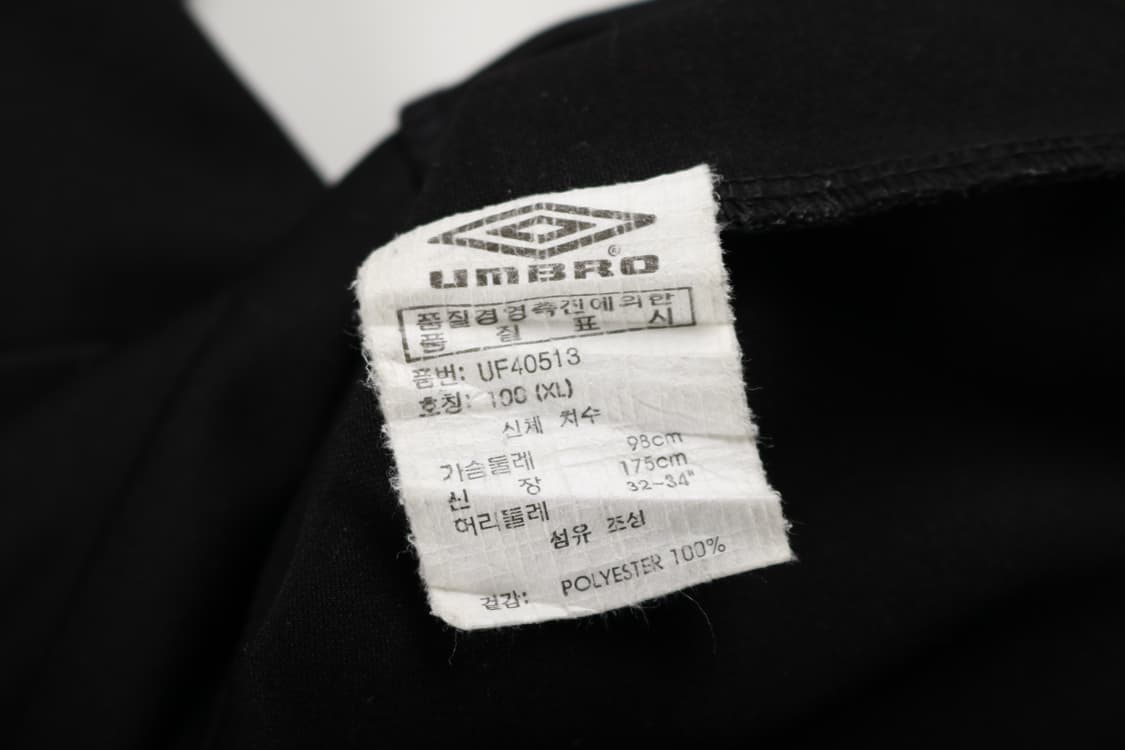 UMBRO®
품질경영촉진에의한
품 질 표 시
품번: UF40513
호칭: 100 (XL)
신체 치수
가슴둘레 98cm
신 장 175cm
허리둘레 32-34"
섬유 조성
겉감: POLYESTER 100%